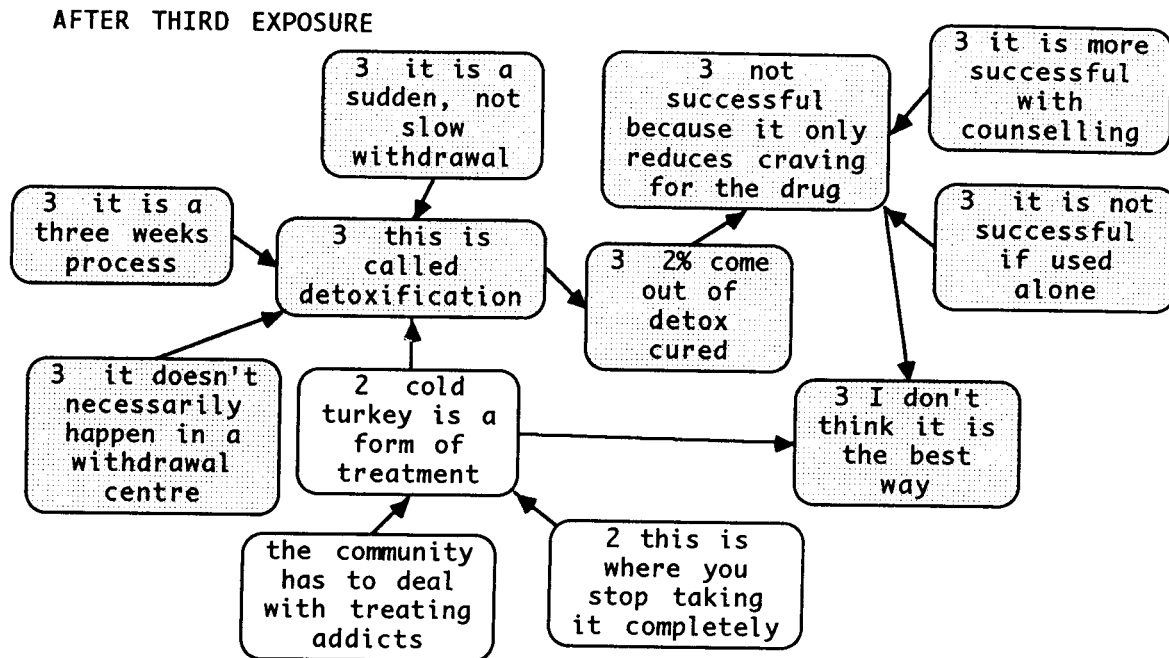 AFTER THIRD EXPOSURE
3 it is a
sudden, not
slow
withdrawal
3 not
successful
because it only
reduces craving
for the drug
3 it is more
successful
with
counselling
3 it is a
three weeks
process
3 this is
called
detoxification
3 2% come
out of
detox
cured
3 it is not
successful
if used
alone
3 it doesn't
necessarily
happen in a
withdrawal
centre
2 cold
turkey is a
form of
treatment
3 I don't
think it is
the best
way
the community
has to deal
with treating
addicts
2 this is
where you
stop taking
it completely